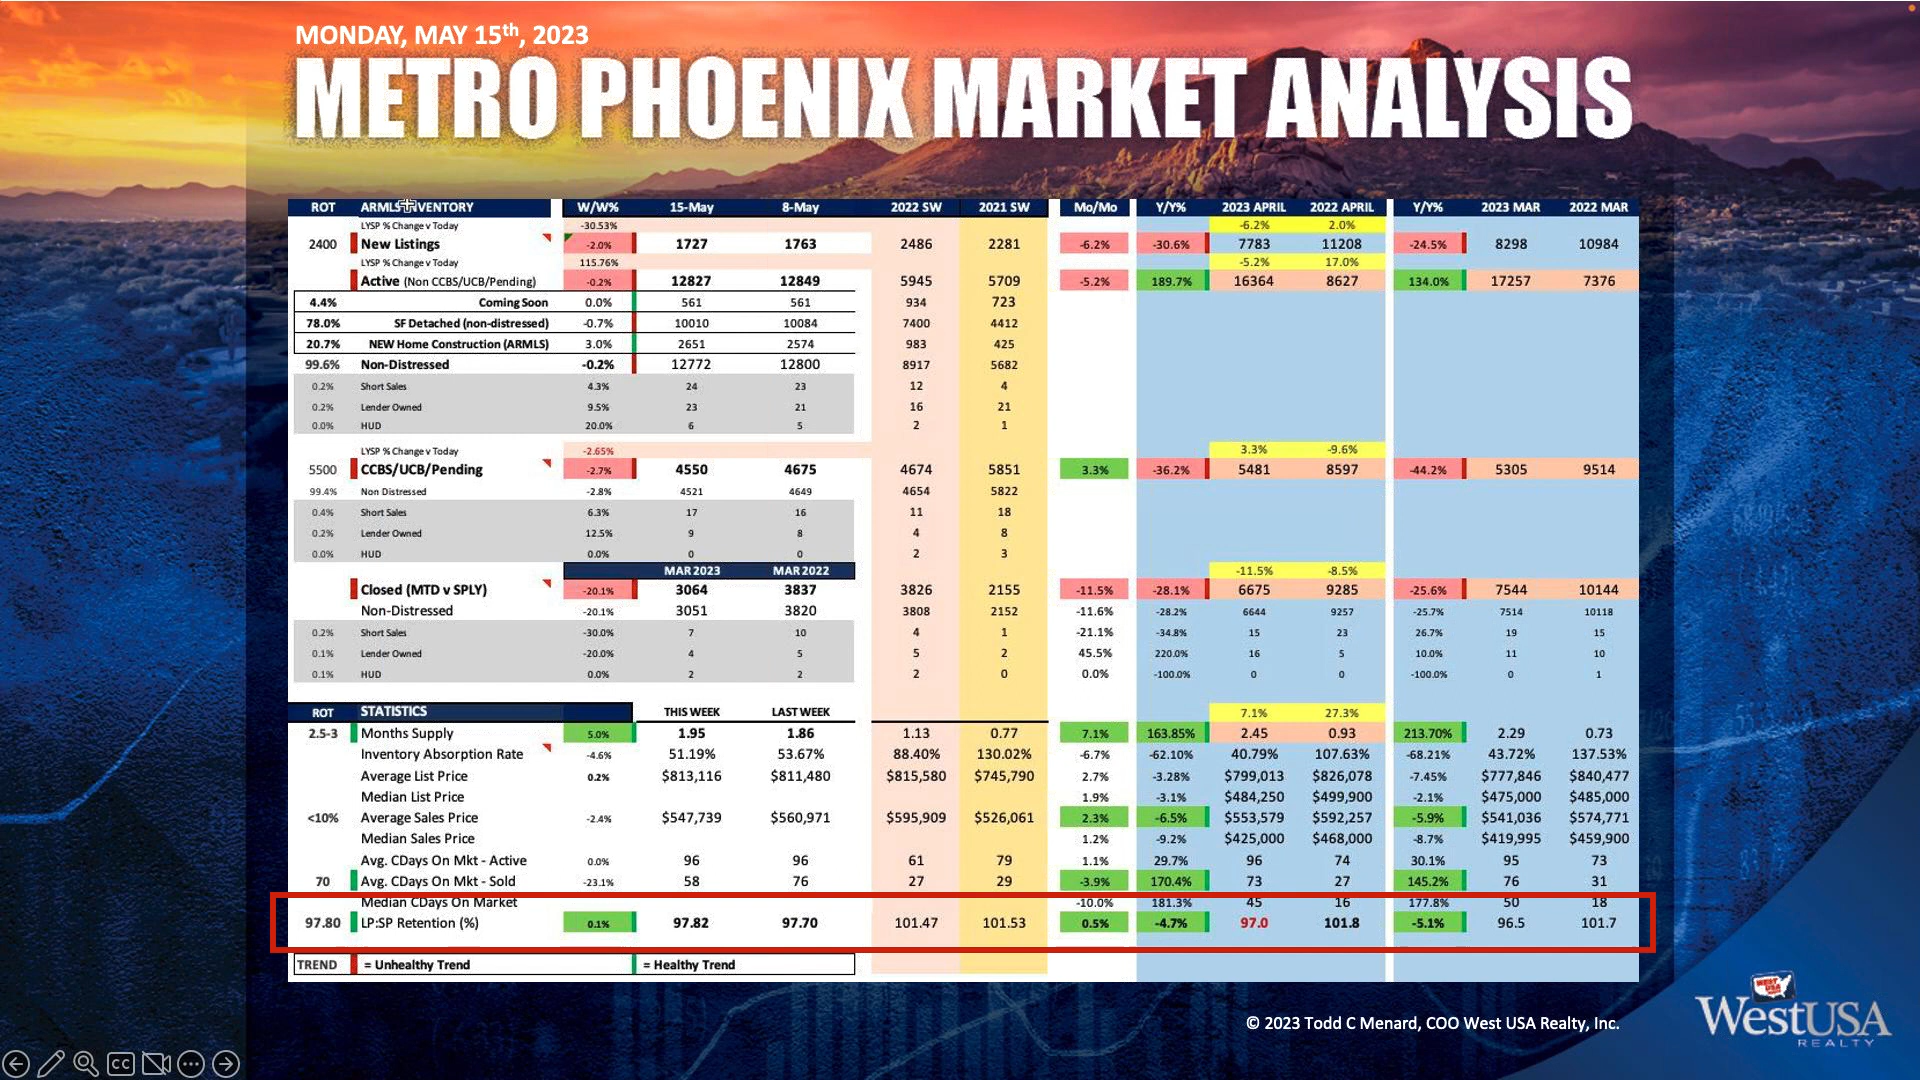 MONDAY, MAY 15th, 2023
METRO PHOENIX MARKET ANALYSIS
ROT ARMLS INVENTORY W/W% 15-May 8-May 2022 SW 2021 SW Mo/Mo Y/Y% 2023 APRIL 2022 APRIL Y/Y% 2023 MAR 2022 MAR
LYSP % Change v Today -30.53% -6.2% 2.0%
2400 New Listings -2.0% 1727 1763 2486 2281 -6.2% -30.6% 7783 11208 -24.5% 8298 10984
LYSP % Change v Today 115.76% -5.2% 17.0%
Active (Non CCBS/UCB/Pending) -0.2% 12827 12849 5945 5709 -5.2% 189.7% 16364 8627 134.0% 17257 7376
4.4% Coming Soon 0.0% 561 561 934 723
78.0% SF Detached (non-distressed) -0.7% 10010 10084 7400 4412
20.7% NEW Home Construction (ARMLS) 3.0% 2651 2574 983 425
99.6% Non-Distressed -0.2% 12772 12800 8917 5682
0.2% Short Sales 4.3% 24 23 12 4
0.2% Lender Owned 9.5% 23 21 16 21
0.0% HUD 20.0% 6 5 2 1
LYSP % Change v Today -2.65% 3.3% -9.6%
5500 CCBS/UCB/Pending -2.7% 4550 4675 4674 5851 3.3% -36.2% 5481 8597 -44.2% 5305 9514
99.4% Non Distressed -2.8% 4521 4649 4654 5822
0.4% Short Sales 6.3% 17 16 11 18
0.2% Lender Owned 12.5% 9 8 4 8
0.0% HUD 0.0% 0 0 2 3
MAR 2023 MAR 2022 -11.5% -8.5%
Closed (MTD v SPLY) -20.1% 3064 3837 3826 2155 -11.5% -28.1% 6675 9285 -25.6% 7544 10144
Non-Distressed -20.1% 3051 3820 3808 2152 -11.6% -28.2% 6644 9257 -25.7% 7514 10118
0.2% Short Sales -30.0% 7 10 4 1 -21.1% -34.8% 15 23 26.7% 19 15
0.1% Lender Owned -20.0% 4 5 5 2 45.5% 220.0% 16 5 10.0% 11 10
0.1% HUD 0.0% 2 2 2 0 0.0% -100.0% 0 0 -100.0% 0 1
ROT STATISTICS THIS WEEK LAST WEEK 7.1% 27.3%
2.5-3 Months Supply 5.0% 1.95 1.86 1.13 0.77 7.1% 163.85% 2.45 0.93 213.70% 2.29 0.73
Inventory Absorption Rate -4.6% 51.19% 53.67% 88.40% 130.02% -6.7% -62.10% 40.79% 107.63% -68.21% 43.72% 137.53%
Average List Price 0.2% $813,116 $811,480 $815,580 $745,790 2.7% -3.28% $799,013 $826,078 -7.45% $777,846 $840,477
Median List Price 1.9% -3.1% $484,250 $499,900 -2.1% $475,000 $485,000
<10% Average Sales Price -2.4% $547,739 $560,971 $595,909 $526,061 2.3% -6.5% $553,579 $592,257 -5.9% $541,036 $574,771
Median Sales Price 1.2% -9.2% $425,000 $468,000 -8.7% $419,995 $459,900
Avg. CDays On Mkt - Active 0.0% 96 96 61 79 1.1% 29.7% 96 74 30.1% 95 73
70 Avg. CDays On Mkt - Sold -23.1% 58 76 27 29 -3.9% 170.4% 73 27 145.2% 76 31
Median CDays On Market -10.0% 181.3% 45 16 177.8% 50 18
97.80 LP:SP Retention (%) 0.1% 97.82 97.70 101.47 101.53 0.5% -4.7% 97.0 101.8 -5.1% 96.5 101.7
TREND = Unhealthy Trend = Healthy Trend
© 2023 Todd C Menard, COO West USA Realty, Inc.
WEST USA
WestUSA
REALTY
CC